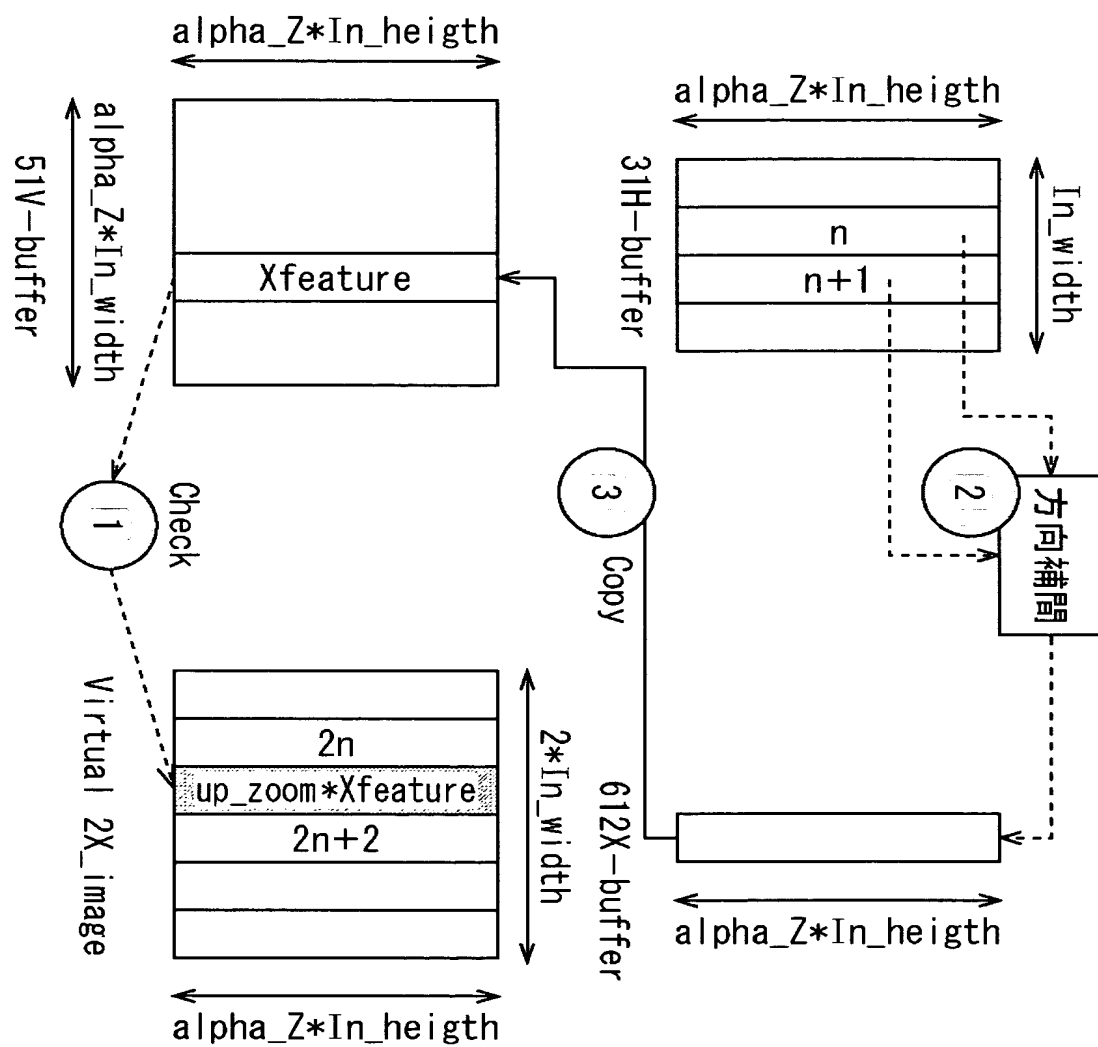 alpha_Z*In_heigth
alpha_Z*In_width
51V-buffer
Xfeature
alpha_Z*In_heigth
31H-buffer
In_width
n
n+1
1
Check
3
Copy
2
方向補間
Virtual 2X_image
2n
up_zoom*Xfeature
2n+2
2*In_width
alpha_Z*In_heigth
612X-buffer
alpha_Z*In_heigth